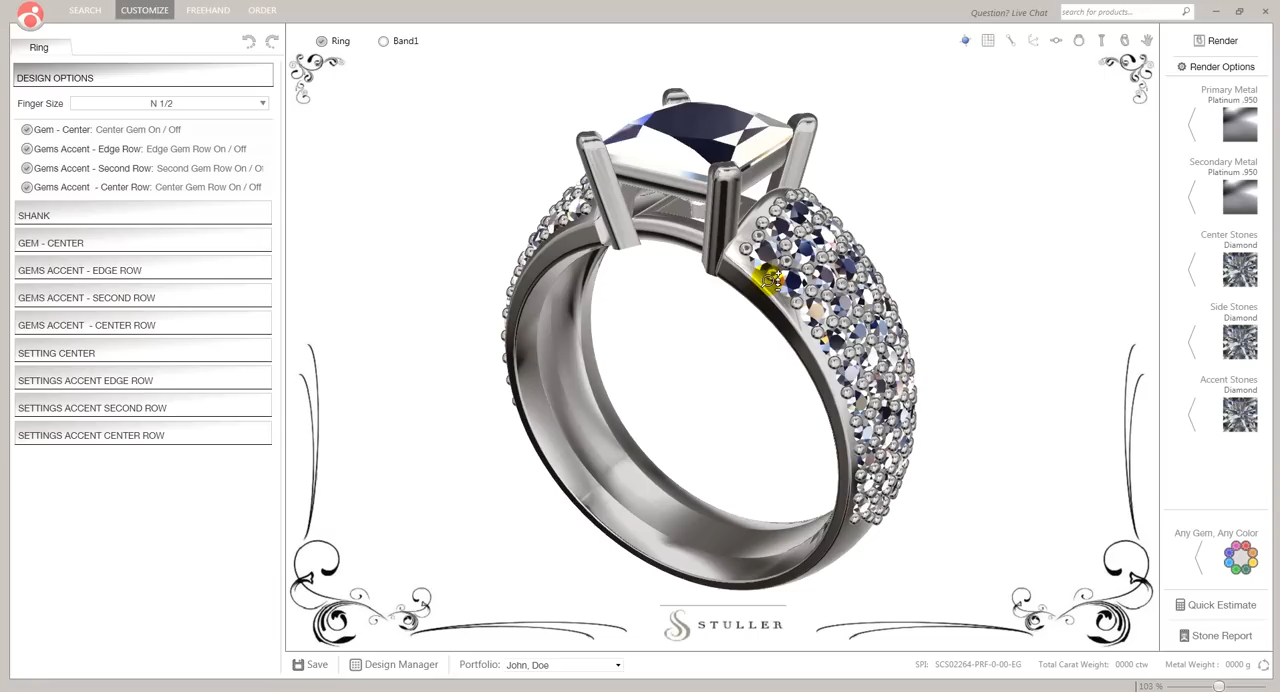 SEARCH CUSTOMIZE FREEHAND ORDER Question? Live Chat search for products...
Ring
DESIGN OPTIONS
Finger Size N 1/2
Gem - Center: Center Gem On / Off
Gems Accent - Edge Row: Edge Gem Row On / Off
Gems Accent - Second Row: Second Gem Row On / O
Gems Accent - Center Row: Center Gem Row On / Off
SHANK
GEM - CENTER
GEMS ACCENT - EDGE ROW
GEMS ACCENT - SECOND ROW
GEMS ACCENT - CENTER ROW
SETTING CENTER
SETTINGS ACCENT EDGE ROW
SETTINGS ACCENT SECOND ROW
SETTINGS ACCENT CENTER ROW
Ring Band1
STULLER
Render
Render Options
Primary Metal
Platinum .950
Secondary Metal
Platinum .950
Center Stones
Diamond
Side Stones
Diamond
Accent Stones
Diamond
Any Gem, Any Color
Quick Estimate
Stone Report
Save Design Manager Portfolio: John, Doe SPI: SCS02264-PRF-0-00-EG Total Carat Weight: 0000 ctw Metal Weight : 0000 g
103 %